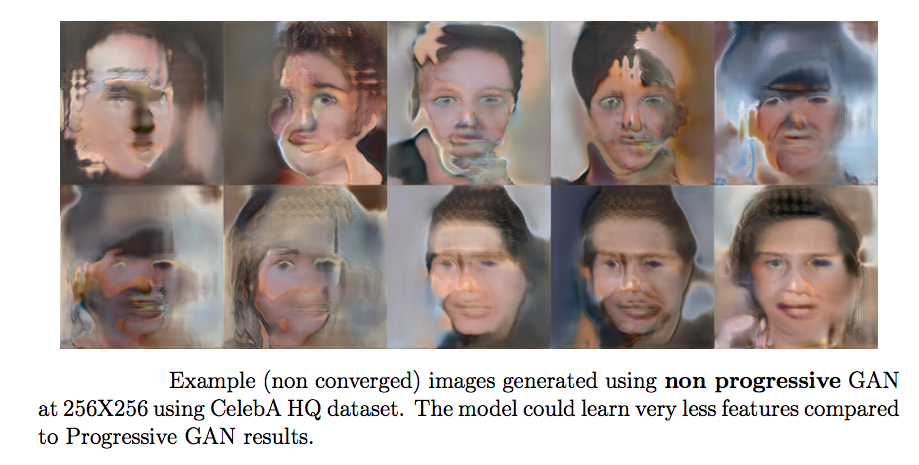 Example (non converged) images generated using non progressive GAN
at 256X256 using CelebA HQ dataset. The model could learn very less features compared
to Progressive GAN results.